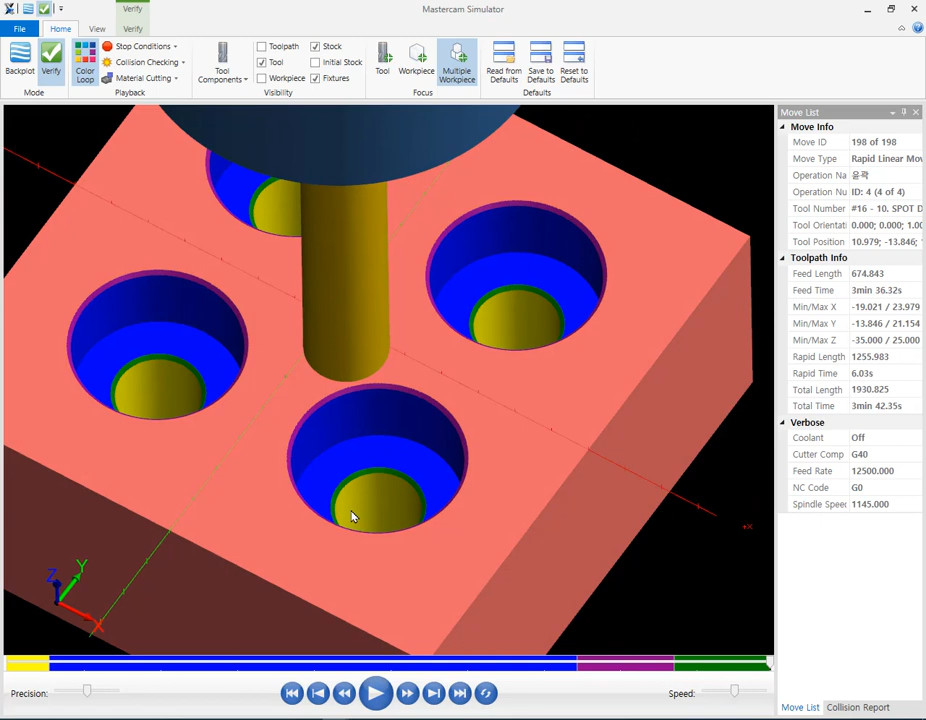 Verify
Mastercam Simulator
File
Home
View
Verify
Backplot
Verify
Mode
Color Loop
Stop Conditions
Collision Checking
Material Cutting
Playback
Tool Components
Toolpath
Tool
Workpiece
Stock
Initial Stock
Fixtures
Visibility
Tool
Workpiece
Multiple Workpiece
Focus
Read from Defaults
Save to Defaults
Reset to Defaults
Defaults
Move List
Move Info
Move ID 198 of 198
Move Type Rapid Linear Mov
Operation Na 윤곽
Operation Nu ID: 4 (4 of 4)
Tool Number #16 - 10. SPOT D
Tool Orientati 0.000; 0.000; 1.00
Tool Position 10.979; -13.846;
Toolpath Info
Feed Length 674.843
Feed Time 3min 36.32s
Min/Max X -19.021 / 23.979
Min/Max Y -13.846 / 21.154
Min/Max Z -35.000 / 25.000
Rapid Length 1255.983
Rapid Time 6.03s
Total Length 1930.825
Total Time 3min 42.35s
Verbose
Coolant Off
Cutter Comp G40
Feed Rate 12500.000
NC Code G0
Spindle Speed 1145.000
+X
Z
Y
X
Precision:
Speed:
Move List
Collision Report